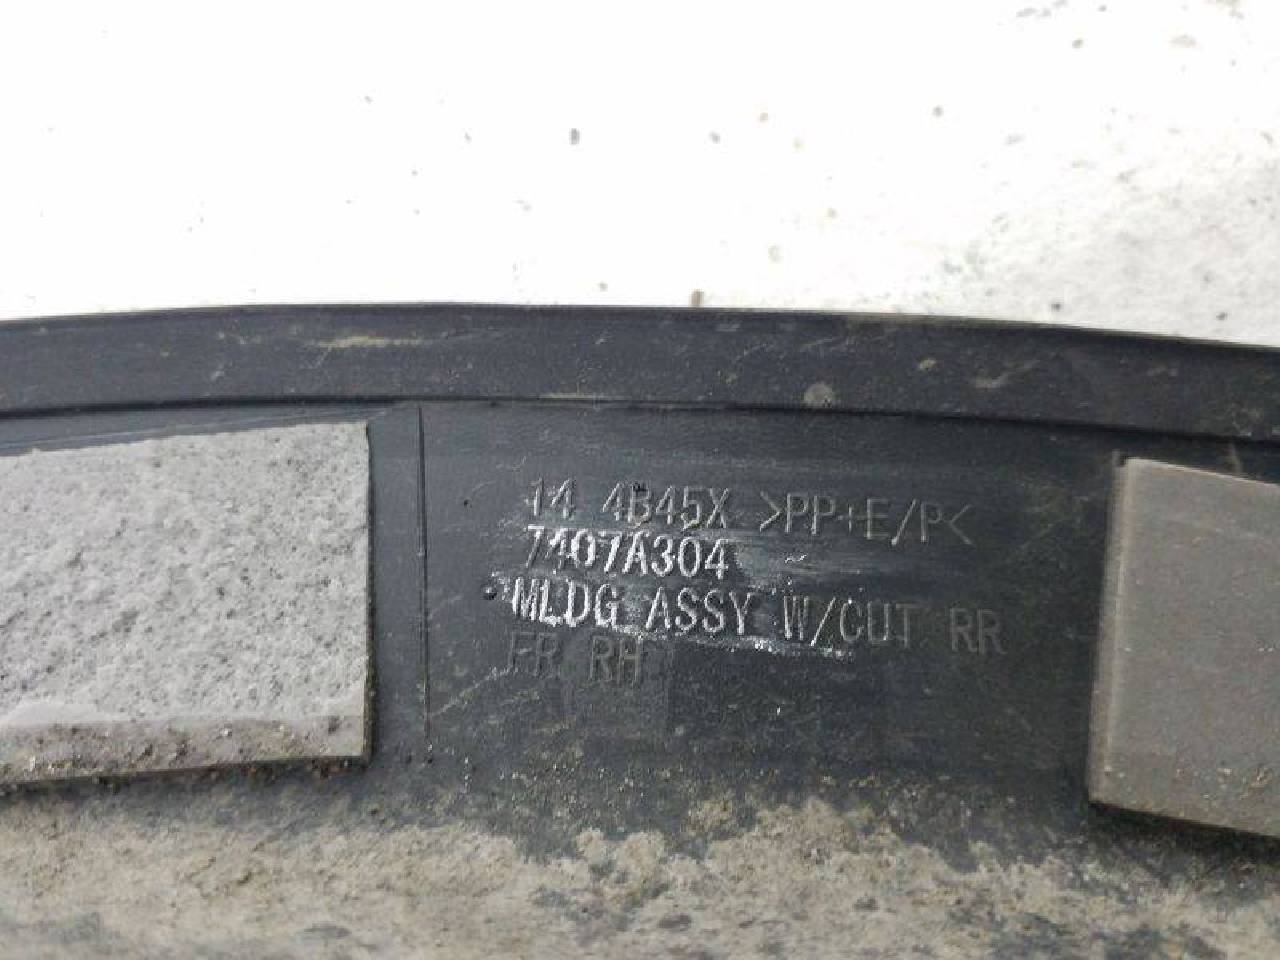 14 4B45X >PP+E/P<
7407A304
MLDG ASSY W/CUT RR
FR RH